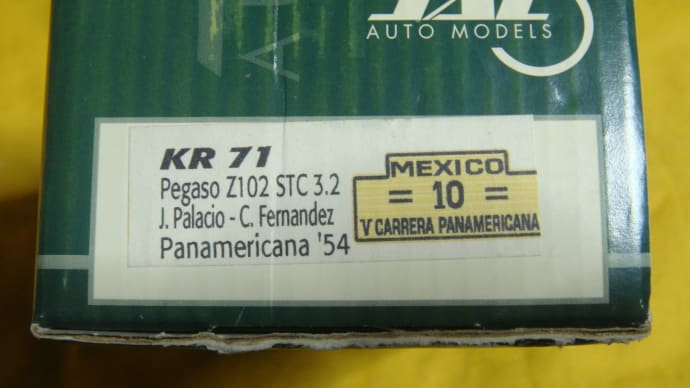 AUTO MODELS
KR 71
Pegaso Z102 STC 3.2
J. Palacio - C. Fernandez
Panamericana '54
MEXICO
= 10 =
V CARRERA PANAMERICANA